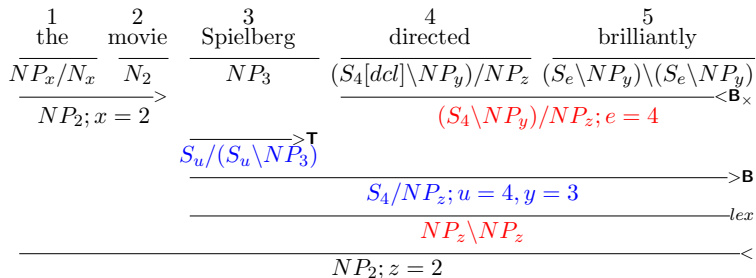 1 2 3 4 5
the movie Spielberg directed brilliantly
NP_x/N_x N_2 NP_3 (S_4[dcl]\NP_y)/NP_z (S_e\NP_y)\(S_e\NP_y)
> <B_×
NP_2; x = 2 (S_4\NP_y)/NP_z; e = 4
>T
S_u/(S_u\NP_3)
>B
S_4/NP_z; u = 4, y = 3
lex
NP_z\NP_z
<
NP_2; z = 2